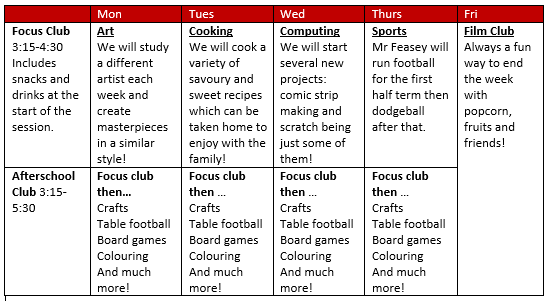 Mon
Tues
Wed
Thurs
Fri
Focus Club
3:15-4:30
Includes
snacks and
drinks at the
start of the
session.
Art
We will study
a different
artist each
week and
create
masterpieces
in a similar
style!
Cooking
We will cook a
variety of
savoury and
sweet recipes
which can be
taken home to
enjoy with the
family!
Computing
We will start
several new
projects:
comic strip
making and
scratch being
just some of
them!
Sports
Mr Feasey will
run football
for the first
half term then
dodgeball
after that.
Film Club
Always a fun
way to end
the week
with
popcorn,
fruits and
friends!
Afterschool
Club 3:15-
5:30
Focus club
then...
Crafts
Table football
Board games
Colouring
And much
more!
Focus club
then ...
Crafts
Table football
Board games
Colouring
And much
more!
Focus club
then ...
Crafts
Table football
Board games
Colouring
And much
more!
Focus club
then ...
Crafts
Table football
Board games
Colouring
And much
more!